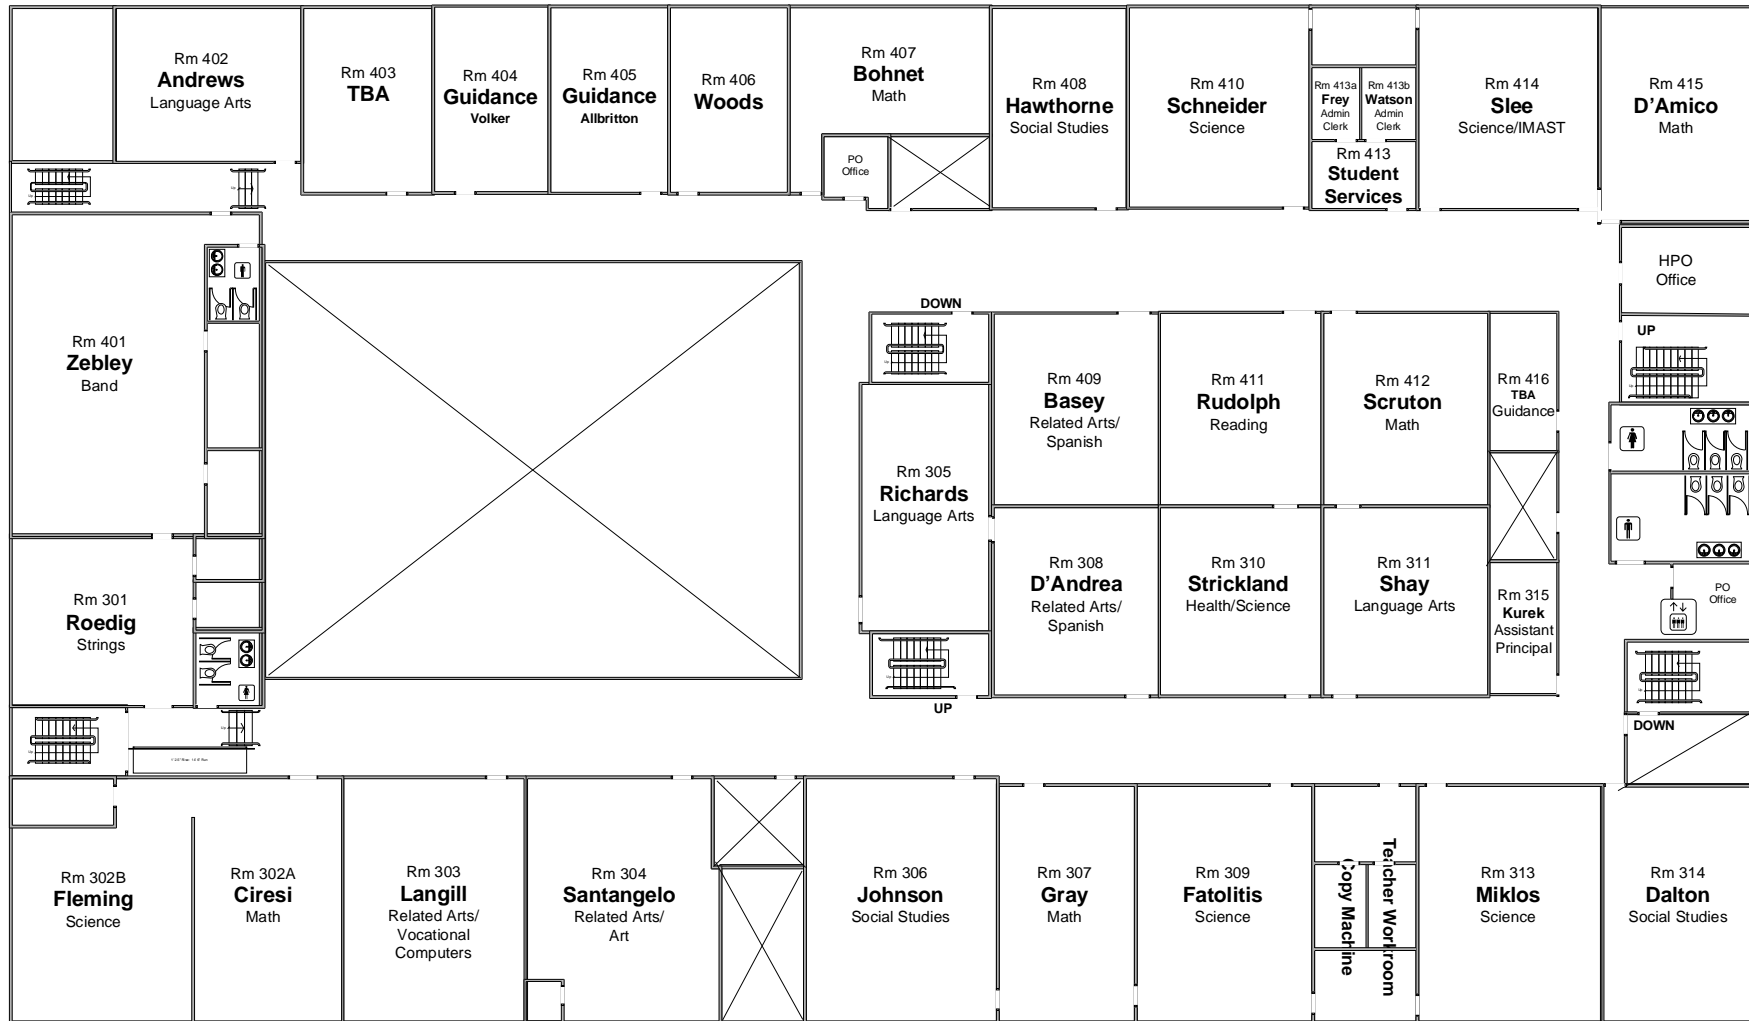 Rm 402
Andrews
Language Arts
Rm 403
TBA
Rm 404
Guidance
Volker
Rm 405
Guidance
Allbritton
Rm 406
Woods
Rm 407
Bohnet
Math
PO
Office
Rm 408
Hawthorne
Social Studies
Rm 410
Schneider
Science
Rm 413a
Frey
Admin
Clerk
Rm 413b
Watson
Admin
Clerk
Rm 413
Student
Services
Rm 414
Slee
Science/IMAST
Rm 415
D'Amico
Math
HPO
Office
UP
DOWN
Rm 401
Zebley
Band
Rm 409
Basey
Related Arts/
Spanish
Rm 411
Rudolph
Reading
Rm 412
Scruton
Math
Rm 416
TBA
Guidance
Rm 305
Richards
Language Arts
Rm 301
Roedig
Strings
Rm 308
D'Andrea
Related Arts/
Spanish
Rm 310
Strickland
Health/Science
Rm 311
Shay
Language Arts
Rm 315
Kurek
Assistant
Principal
PO
Office
UP
DOWN
Rm 302B
Fleming
Science
Rm 302A
Ciresi
Math
Rm 303
Langill
Related Arts/
Vocational
Computers
Rm 304
Santangelo
Related Arts/
Art
Rm 306
Johnson
Social Studies
Rm 307
Gray
Math
Rm 309
Fatolitis
Science
Copy Machine
Teacher Workroom
Rm 313
Miklos
Science
Rm 314
Dalton
Social Studies